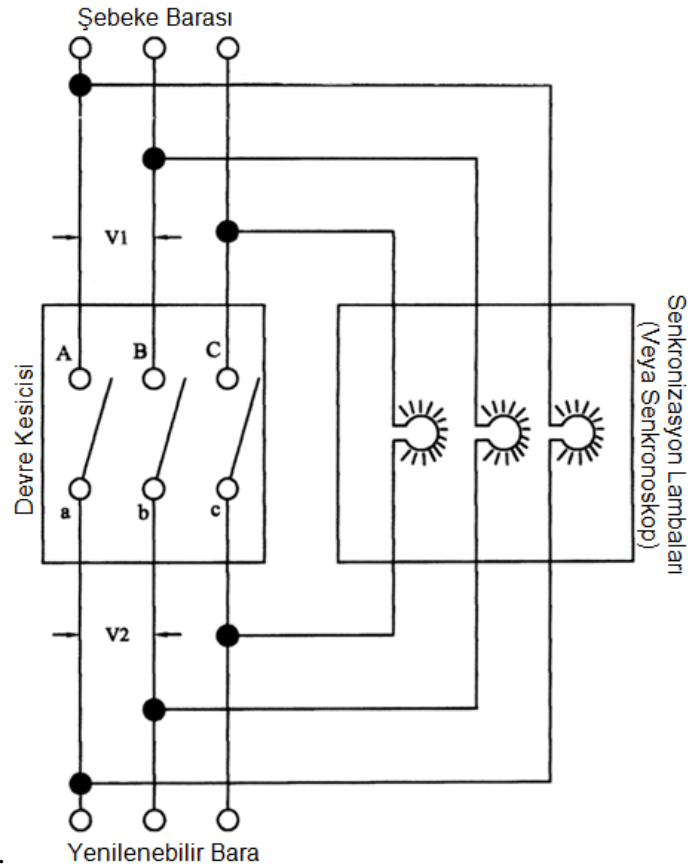 Şebeke Barası
V1
A B C
Devre Kesicisi
a b c
Senkronizasyon Lambaları
(Veya Senkronoskop)
V2
Yenilenebilir Bara
.